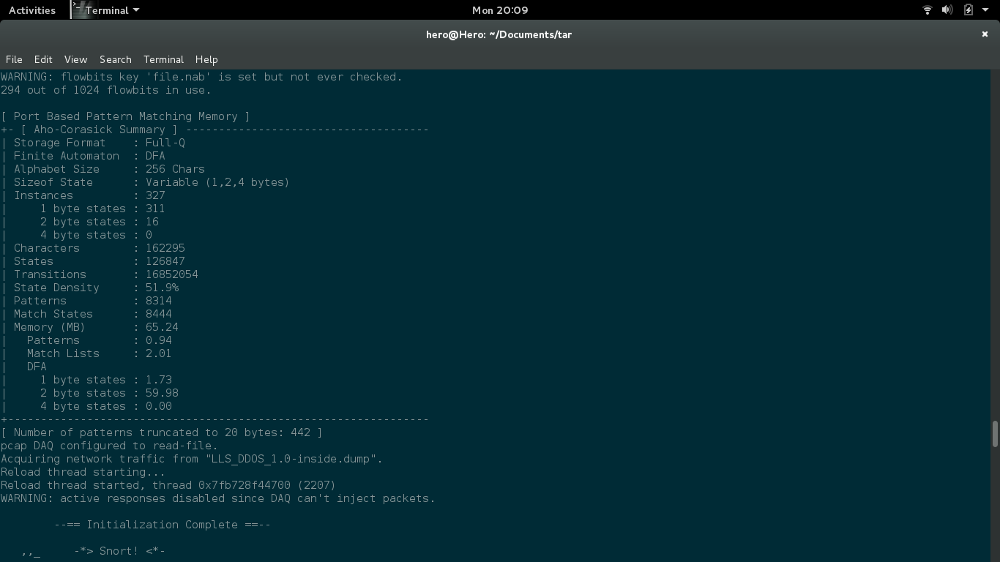 Activities Terminal Mon 20:09
hero@Hero: ~/Documents/tar ×
File Edit View Search Terminal Help
WARNING: flowbits key 'file.nab' is set but not ever checked.
294 out of 1024 flowbits in use.
[ Port Based Pattern Matching Memory ]
+- [ Aho-Corasick Summary ] -------------------------------------
| Storage Format    : Full-Q
| Finite Automaton  : DFA
| Alphabet Size     : 256 Chars
| Sizeof State      : Variable (1,2,4 bytes)
| Instances         : 327
|     1 byte states : 311
|     2 byte states : 16
|     4 byte states : 0
| Characters        : 162295
| States            : 126847
| Transitions       : 16852054
| State Density     : 51.9%
| Patterns          : 8314
| Match States      : 8444
| Memory (MB)       : 65.24
|   Patterns        : 0.94
|   Match Lists     : 2.01
|   DFA
|     1 byte states : 1.73
|     2 byte states : 59.98
|     4 byte states : 0.00
+----------------------------------------------------------------
[ Number of patterns truncated to 20 bytes: 442 ]
pcap DAQ configured to read-file.
Acquiring network traffic from "LLS_DDOS_1.0-inside.dump".
Reload thread starting...
Reload thread started, thread 0x7fb728f44700 (2207)
WARNING: active responses disabled since DAQ can't inject packets.
--== Initialization Complete ==--
,,_     -*> Snort! <*-